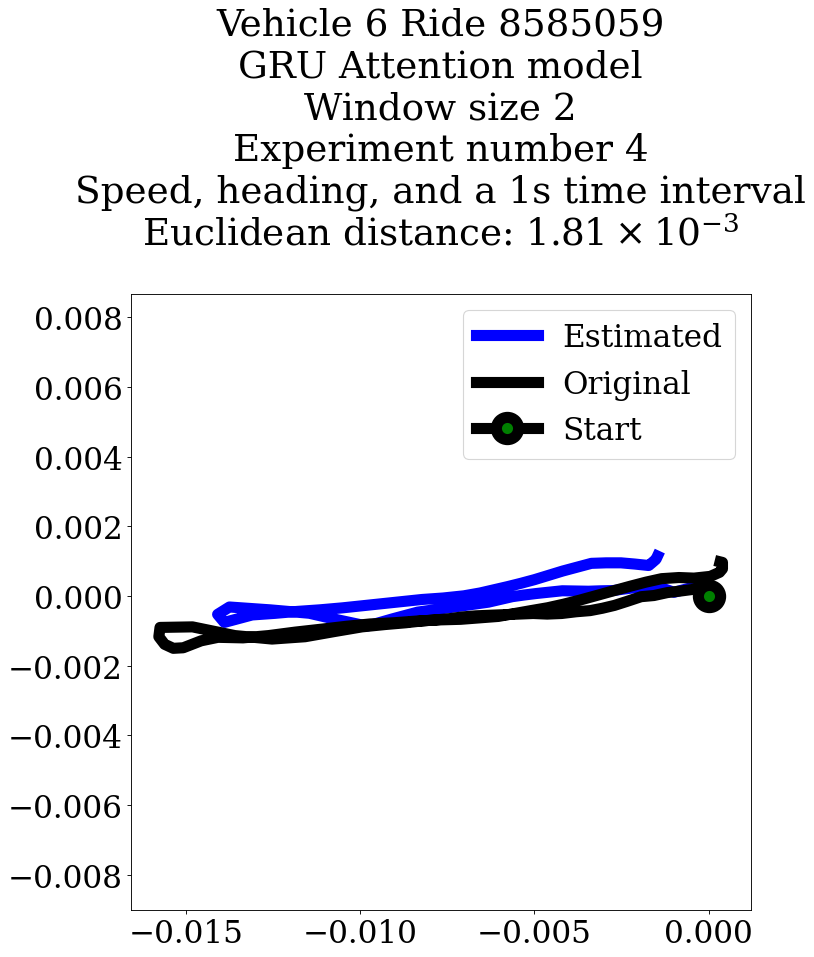 Vehicle 6 Ride 8585059
GRU Attention model
Window size 2
Experiment number 4
Speed, heading, and a 1s time interval
Euclidean distance: 1.81 × 10⁻³
Estimated
Original
Start
0.008
0.006
0.004
0.002
0.000
−0.002
−0.004
−0.006
−0.008
−0.015 −0.010 −0.005 0.000